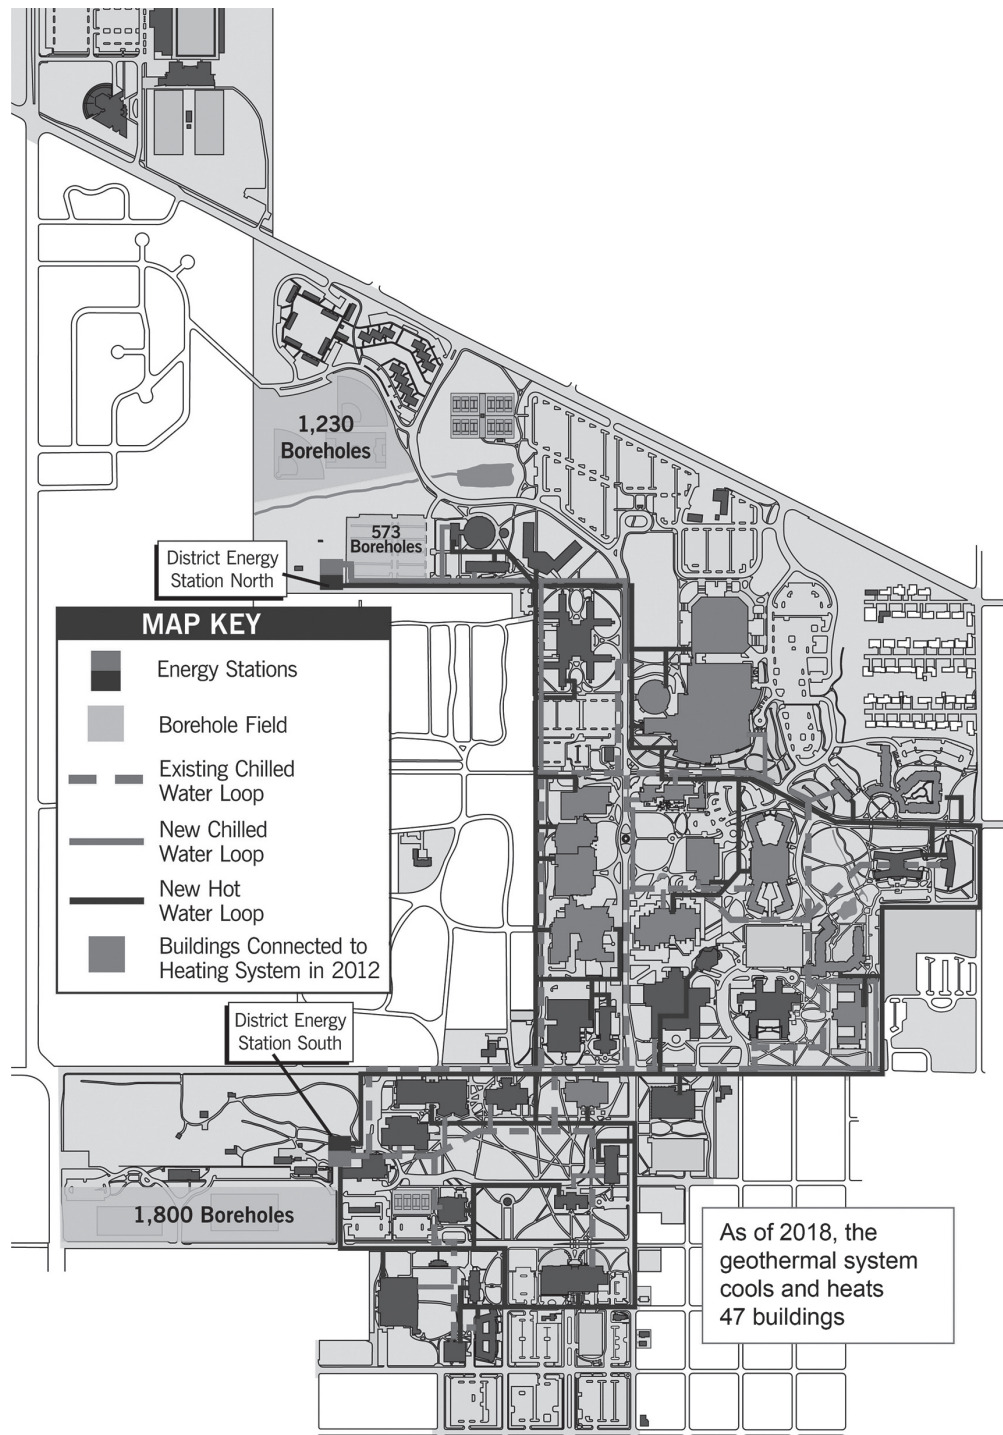 1,230
Boreholes
573
Boreholes
District Energy
Station North
MAP KEY
Energy Stations
Borehole Field
Existing Chilled
Water Loop
New Chilled
Water Loop
New Hot
Water Loop
Buildings Connected to
Heating System in 2012
District Energy
Station South
1,800 Boreholes
As of 2018, the
geothermal system
cools and heats
47 buildings